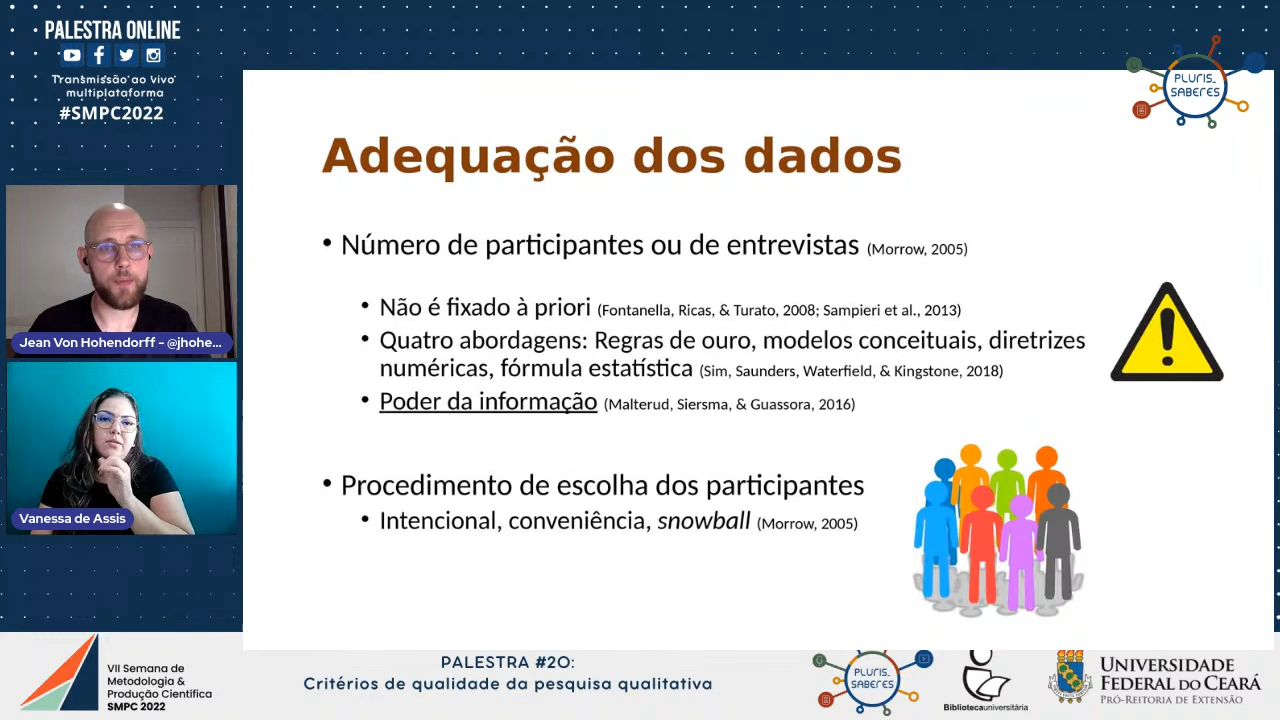 PALESTRA ONLINE
Transmissão ao vivo
multiplataforma
#SMPC2022
PLURIS_
SABERES
Adequação dos dados
• Número de participantes ou de entrevistas (Morrow, 2005)
• Não é fixado à priori (Fontanella, Ricas, & Turato, 2008; Sampieri et al., 2013)
• Quatro abordagens: Regras de ouro, modelos conceituais, diretrizes
numéricas, fórmula estatística (Sim, Saunders, Waterfield, & Kingstone, 2018)
• Poder da informação (Malterud, Siersma, & Guassora, 2016)
• Procedimento de escolha dos participantes
• Intencional, conveniência, snowball (Morrow, 2005)
Jean Von Hohendorff - @jhohe...
Vanessa de Assis
VII Semana de
Metodologia &
Produção Científica
SMPC 2022
PALESTRA #20:
Critérios de qualidade da pesquisa qualitativa
PLURIS_
SABERES
Bibliotecauniversitária
UNIVERSIDADE
FEDERAL DO CEARÁ
PRÓ-REITORIA DE EXTENSÃO